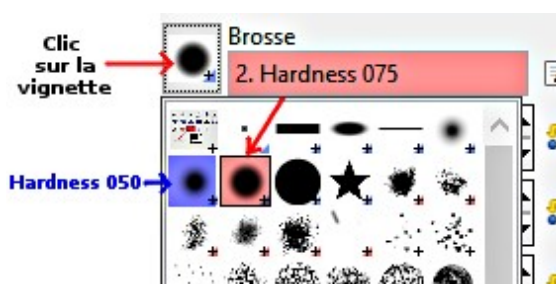 Clic
sur la
vignette
Brosse
2. Hardness 075
Hardness 050